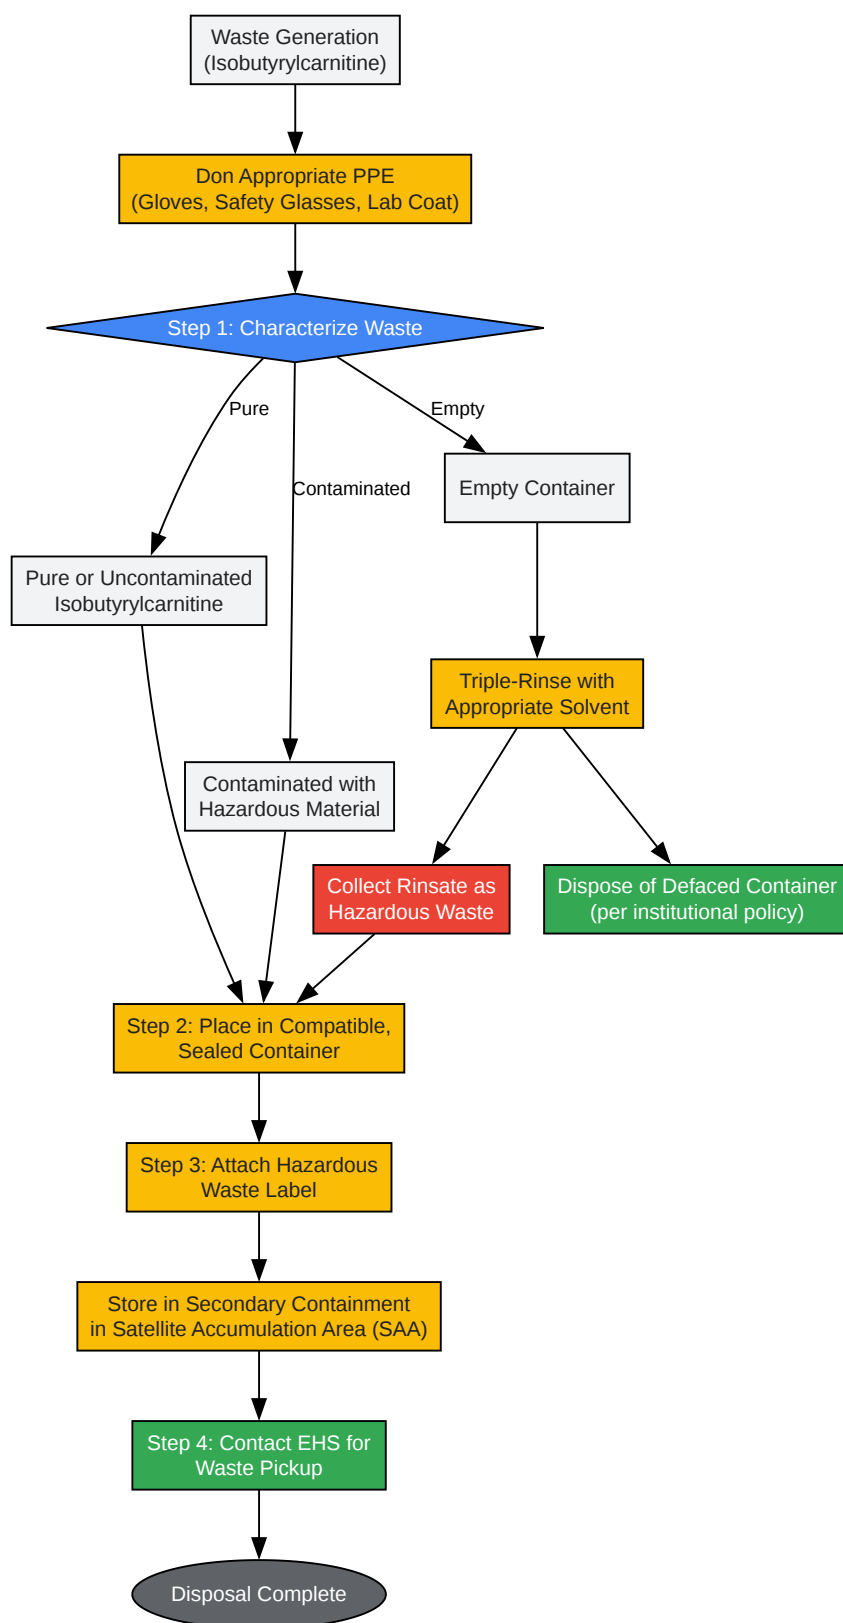 Waste Generation
(Isobutyrylcarnitine)
Don Appropriate PPE
(Gloves, Safety Glasses, Lab Coat)
Step 1: Characterize Waste
Pure
Empty
Contaminated
Empty Container
Pure or Uncontaminated
Isobutyrylcarnitine
Triple-Rinse with
Appropriate Solvent
Contaminated with
Hazardous Material
Collect Rinsate as
Hazardous Waste
Dispose of Defaced Container
(per institutional policy)
Step 2: Place in Compatible,
Sealed Container
Step 3: Attach Hazardous
Waste Label
Store in Secondary Containment
in Satellite Accumulation Area (SAA)
Step 4: Contact EHS for
Waste Pickup
Disposal Complete